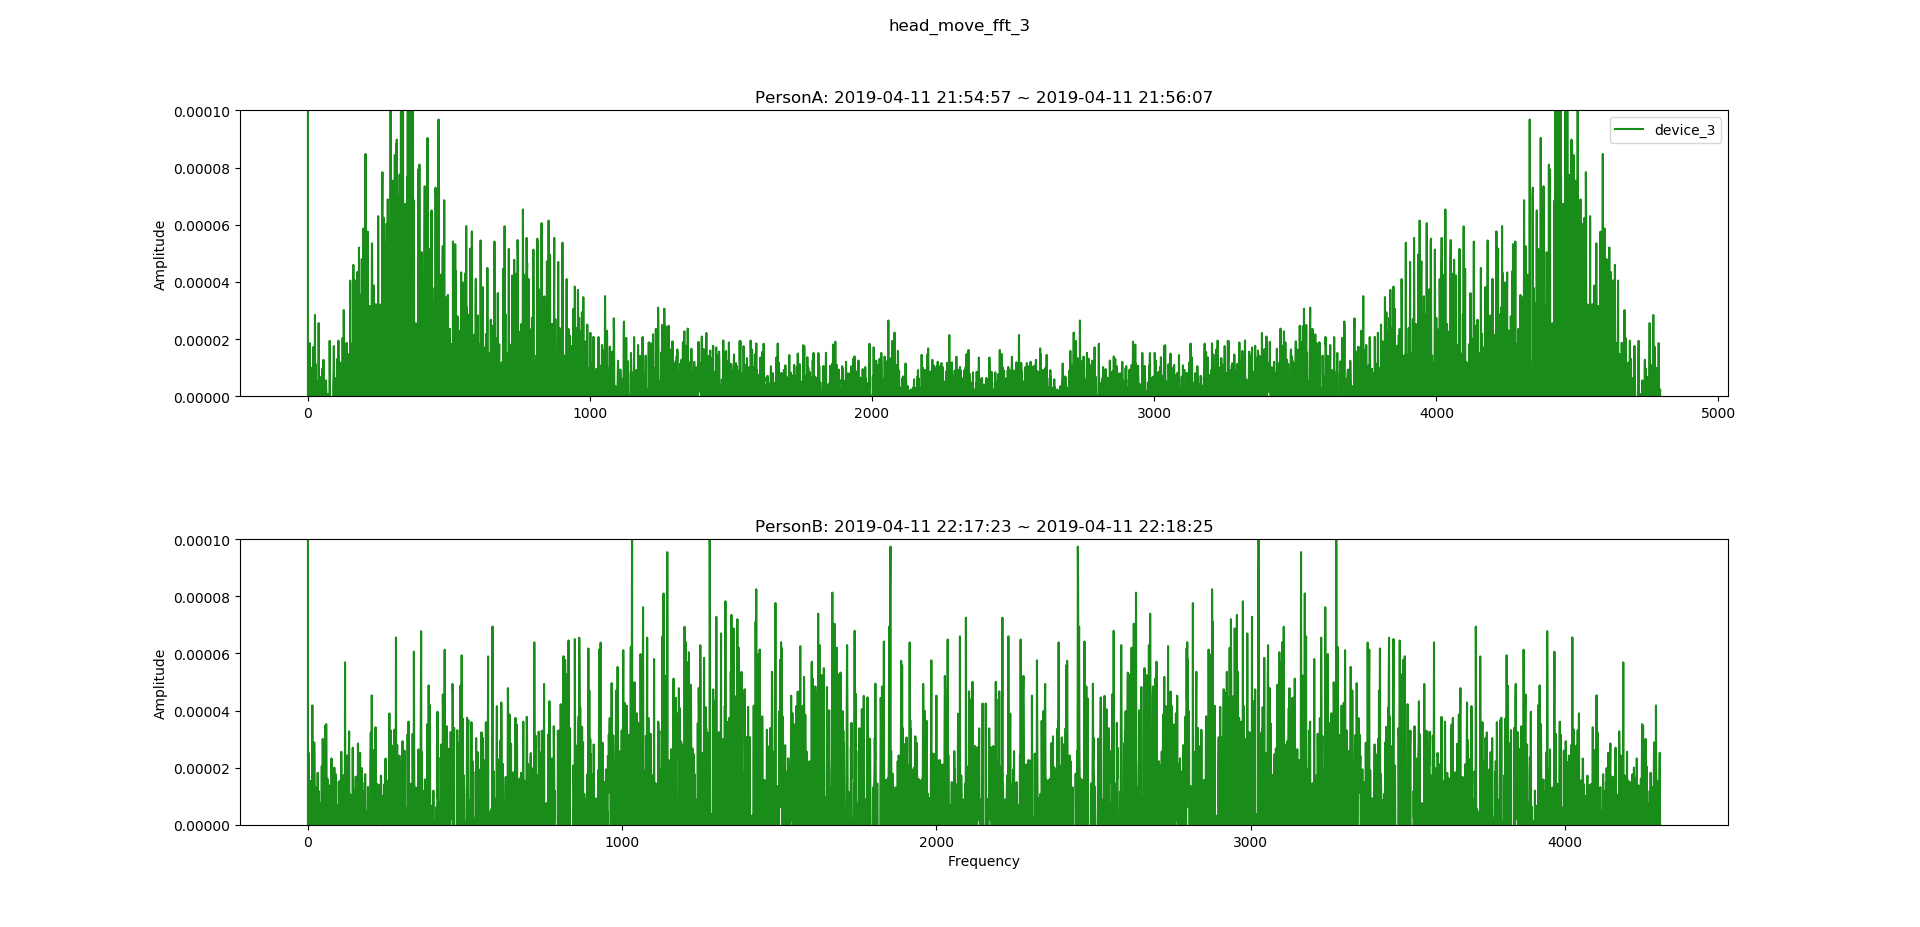 head_move_fft_3
PersonA: 2019-04-11 21:54:57 ~ 2019-04-11 21:56:07
0.00010
0.00008
0.00006
0.00004
0.00002
0.00000
Amplitude
device_3
0 1000 2000 3000 4000 5000
PersonB: 2019-04-11 22:17:23 ~ 2019-04-11 22:18:25
0.00010
0.00008
0.00006
0.00004
0.00002
0.00000
Amplitude
0 1000 2000 3000 4000
Frequency